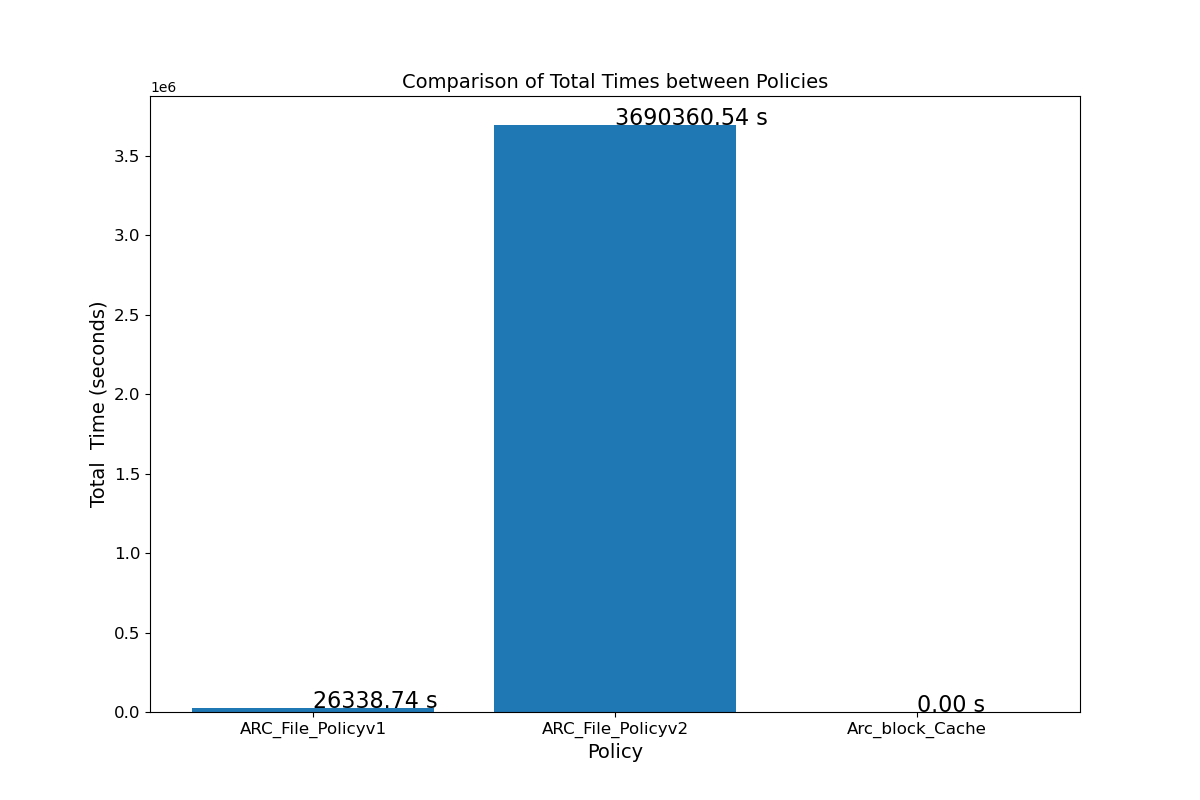 Comparison of Total Times between Policies
1e6
3690360.54 s
3.5
3.0
2.5
2.0
1.5
1.0
0.5
0.0
Total  Time (seconds)
26338.74 s
0.00 s
ARC_File_Policyv1
ARC_File_Policyv2
Arc_block_Cache
Policy